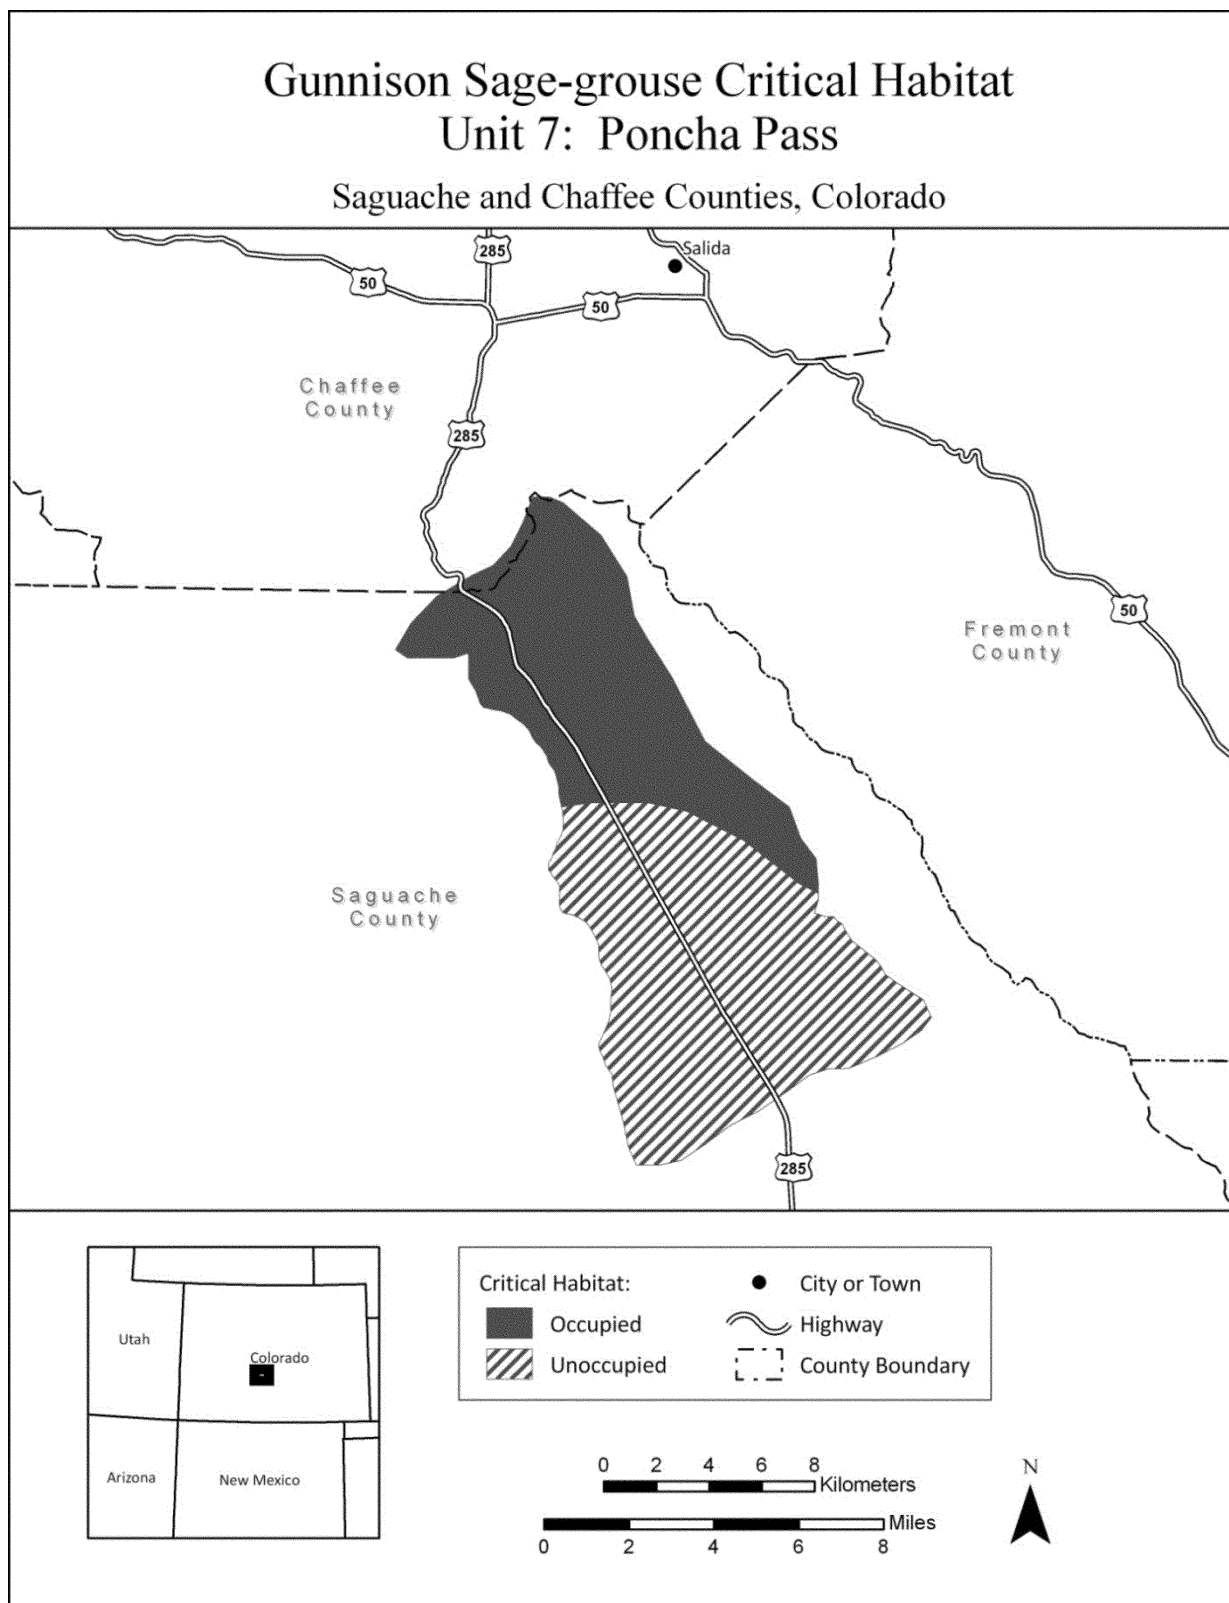 Gunnison Sage-grouse Critical Habitat
Unit 7: Poncha Pass
Saguache and Chaffee Counties, Colorado
285
Salida
50
50
Chaffee
County
285
Fremont
County
50
Saguache
County
285
Utah
Colorado
Arizona
New Mexico
Critical Habitat:
Occupied
Unoccupied
City or Town
Highway
County Boundary
0 2 4 6 8
Kilometers
Miles
0 2 4 6 8
N